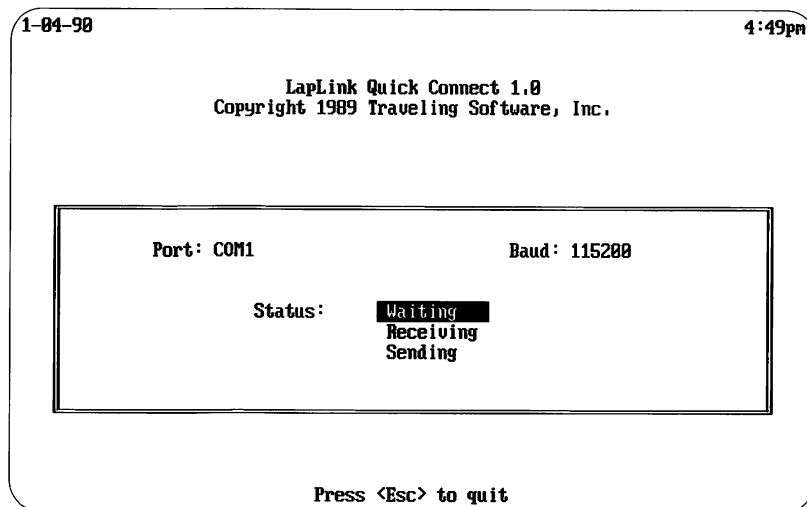 1-04-90 4:49pm
LapLink Quick Connect 1.0
Copyright 1989 Traveling Software, Inc.
Port: COM1 Baud: 115200
Status: Waiting
Receiving
Sending
Press <Esc> to quit